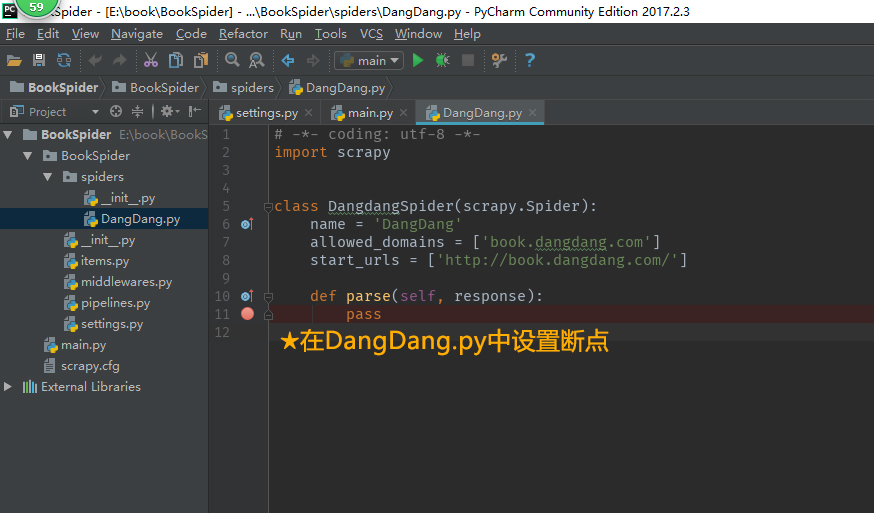 59
PC
kSpider - [E:\book\BookSpider] - ...\BookSpider\spiders\DangDang.py - PyCharm Community Edition 2017.2.3
File Edit View Navigate Code Refactor Run Tools VCS Window Help
main
?
BookSpider BookSpider spiders DangDang.py
Project
settings.py main.py DangDang.py
BookSpider E:\book\BookS
BookSpider
spiders
__init__.py
DangDang.py
__init__.py
items.py
middlewares.py
pipelines.py
settings.py
main.py
scrapy.cfg
External Libraries
1 # -*- coding: utf-8 -*-
2 import scrapy
3
4
5 class DangdangSpider(scrapy.Spider):
6 name = 'DangDang'
7 allowed_domains = ['book.dangdang.com']
8 start_urls = ['http://book.dangdang.com/']
9
10 def parse(self, response):
11 pass
12
★在DangDang.py中设置断点